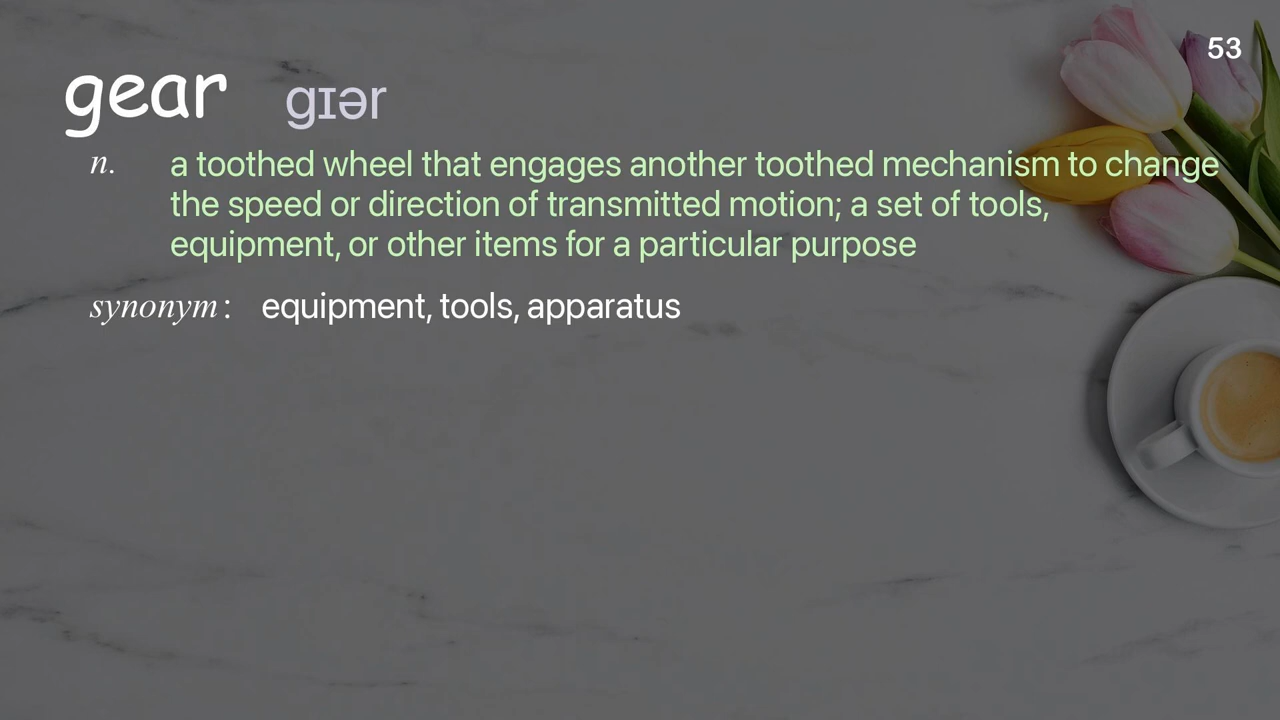 53
gear gɪər
n. a toothed wheel that engages another toothed mechanism to change
the speed or direction of transmitted motion; a set of tools,
equipment, or other items for a particular purpose
synonym: equipment, tools, apparatus